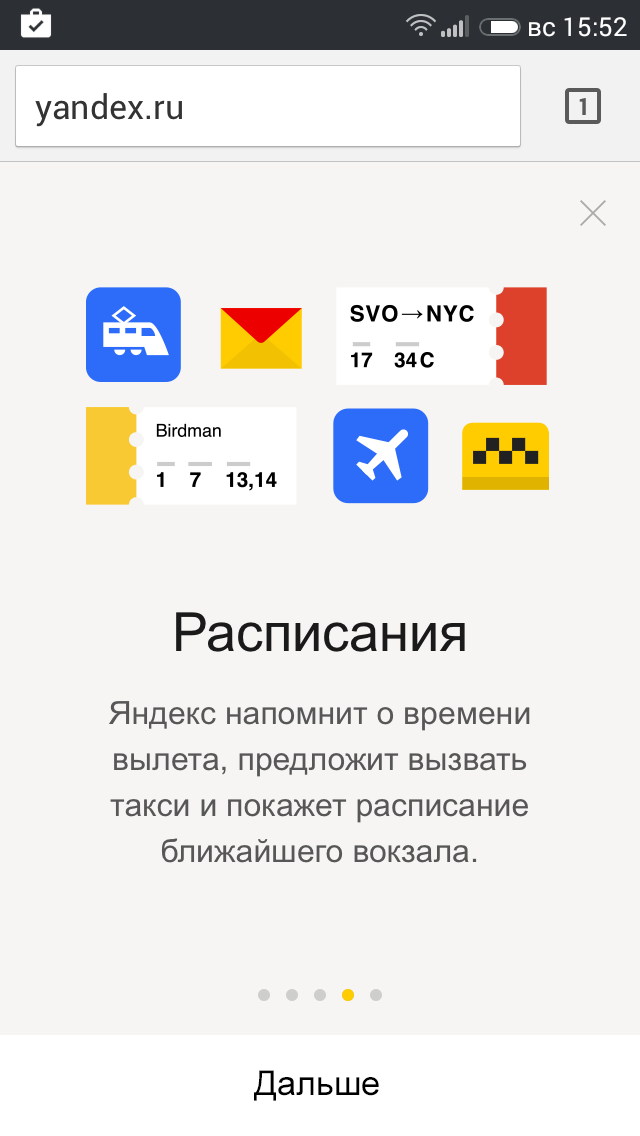 вс 15:52
yandex.ru
1
SVO→NYC
17 34C
Birdman
1 7 13,14
Расписания
Яндекс напомнит о времени
вылета, предложит вызвать
такси и покажет расписание
ближайшего вокзала.
Дальше